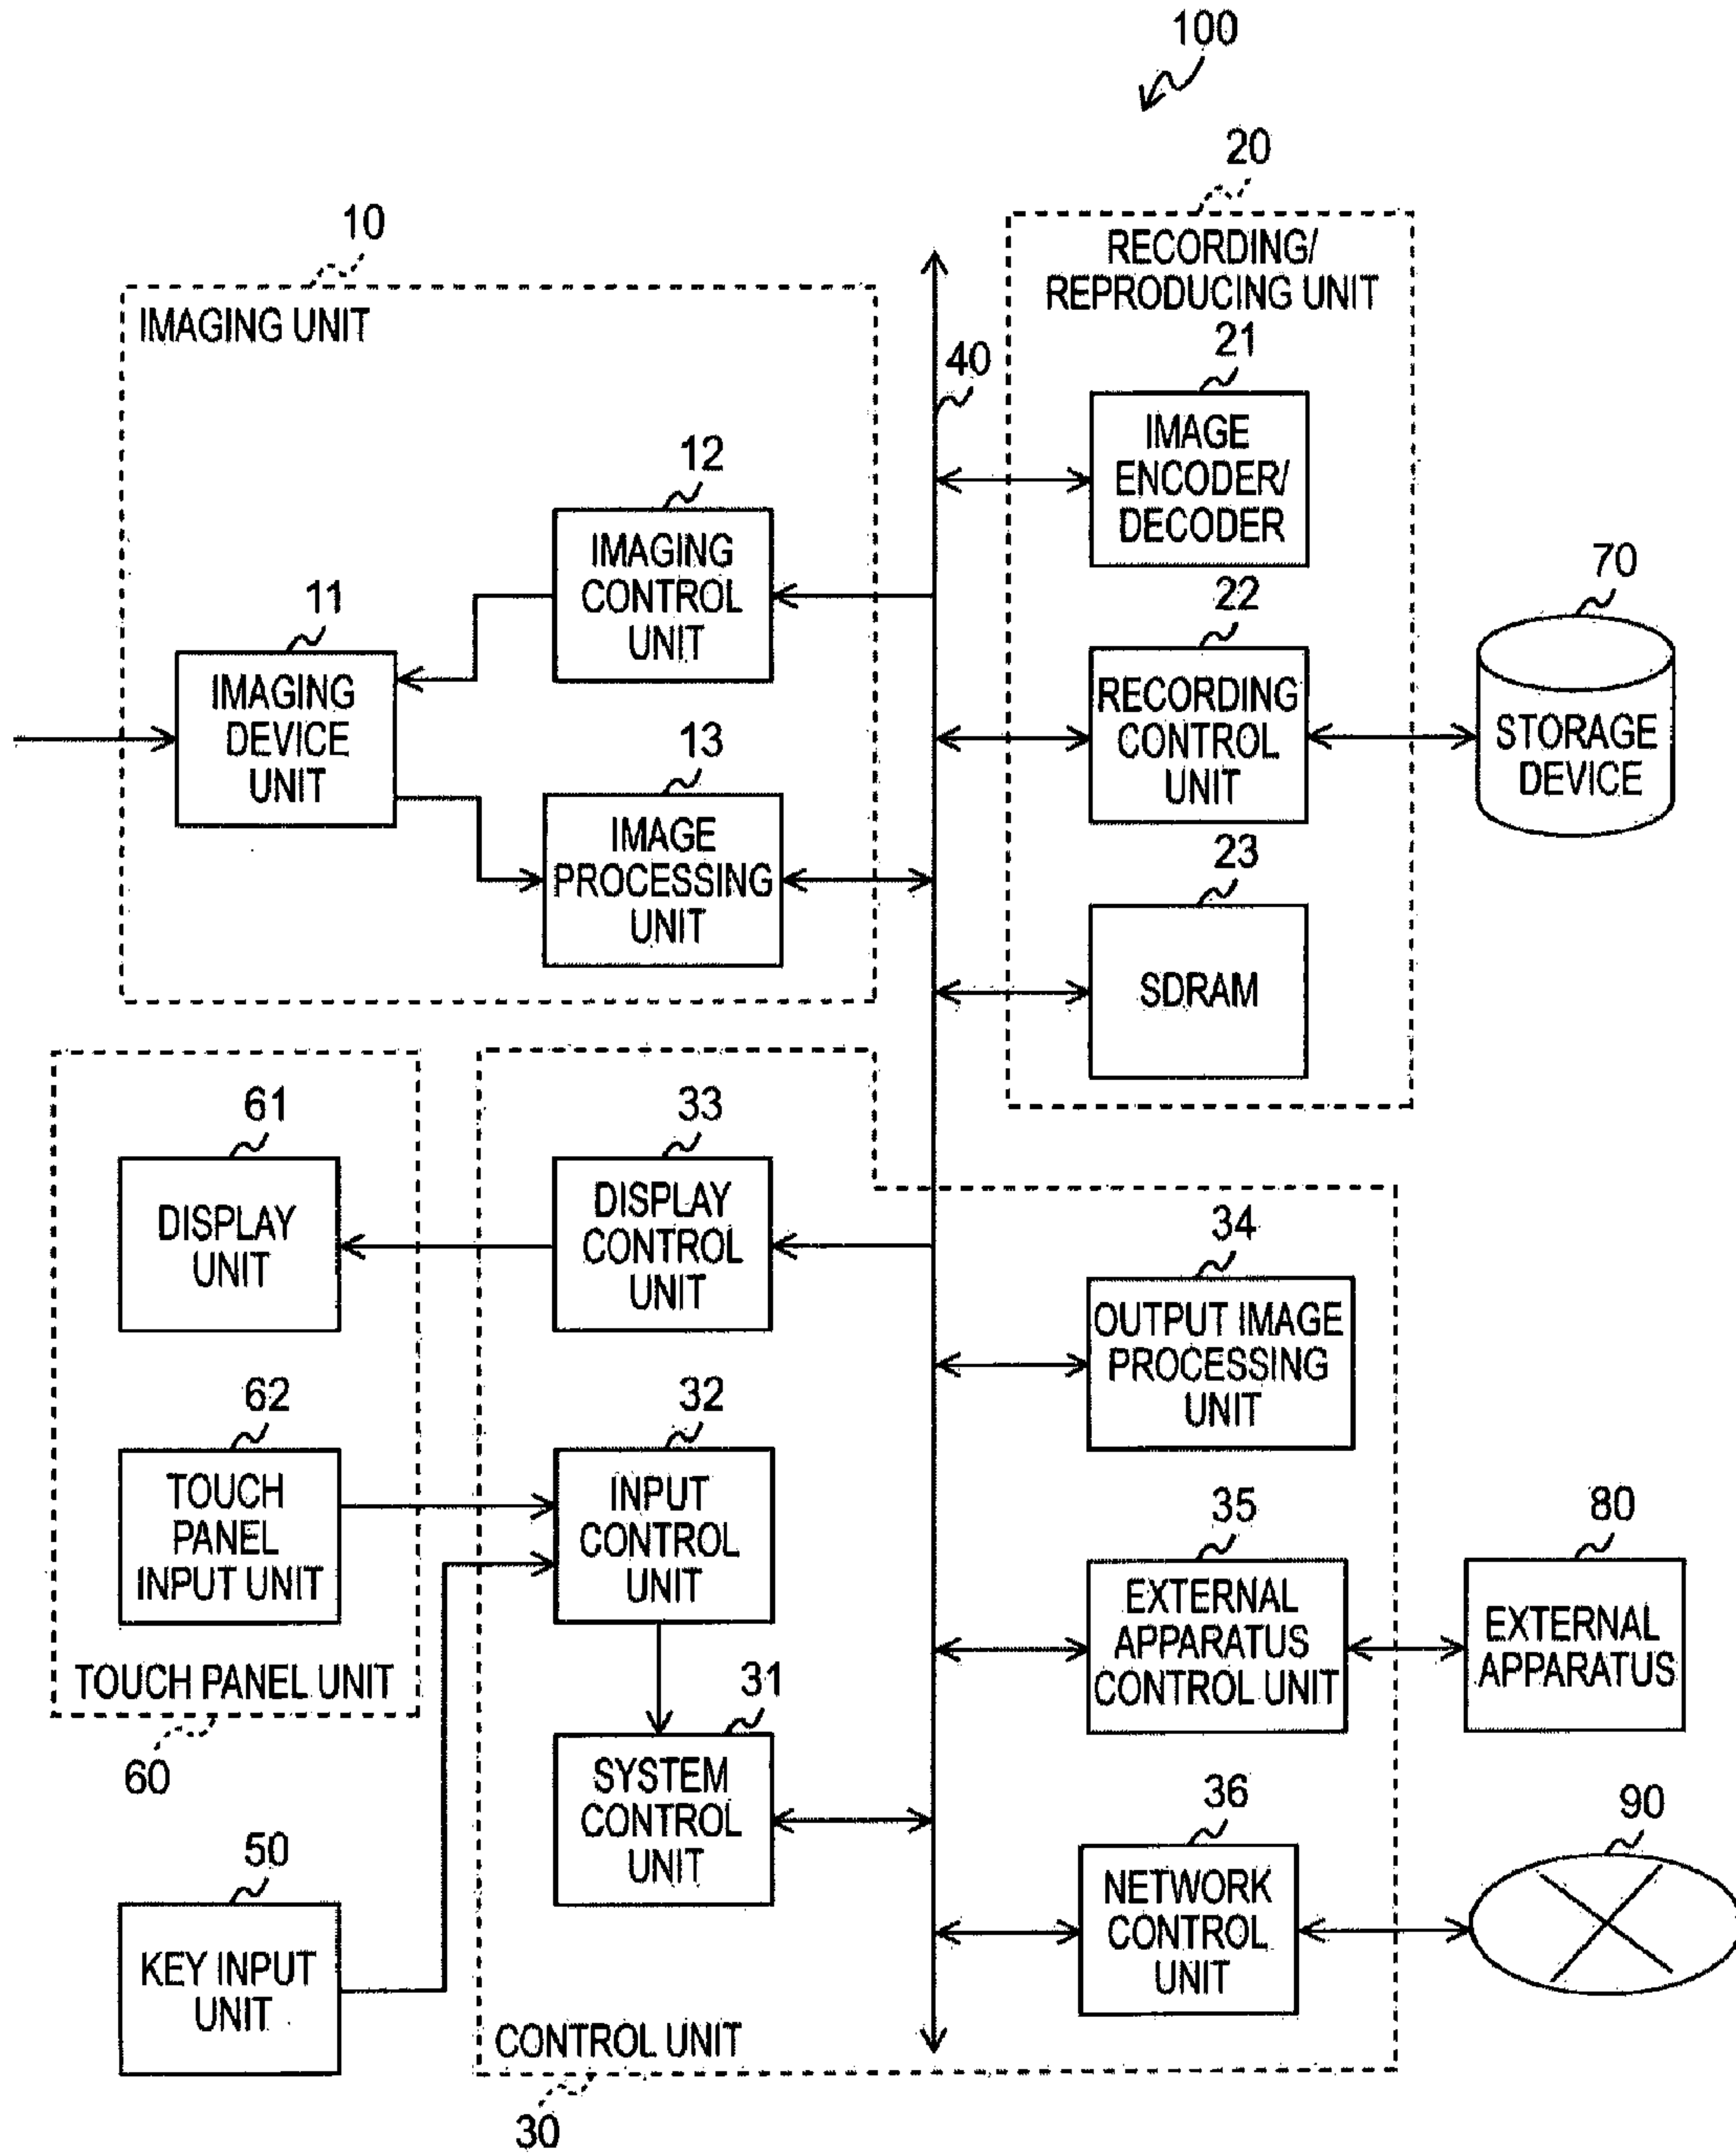 100
20
10
RECORDING/
REPRODUCING UNIT
IMAGING UNIT
21
40
IMAGE
ENCODER/
DECODER
12
IMAGING
CONTROL
UNIT
70
22
11
RECORDING
CONTROL
UNIT
IMAGING
DEVICE
UNIT
STORAGE
DEVICE
13
IMAGE
PROCESSING
UNIT
23
SDRAM
61
33
DISPLAY
UNIT
DISPLAY
CONTROL
UNIT
34
OUTPUT IMAGE
PROCESSING
UNIT
62
32
TOUCH
PANEL
INPUT UNIT
INPUT
CONTROL
UNIT
35
80
EXTERNAL
APPARATUS
CONTROL UNIT
EXTERNAL
APPARATUS
TOUCH PANEL UNIT
60
31
SYSTEM
CONTROL
UNIT
36
90
NETWORK
CONTROL
UNIT
50
KEY INPUT
UNIT
CONTROL UNIT
30